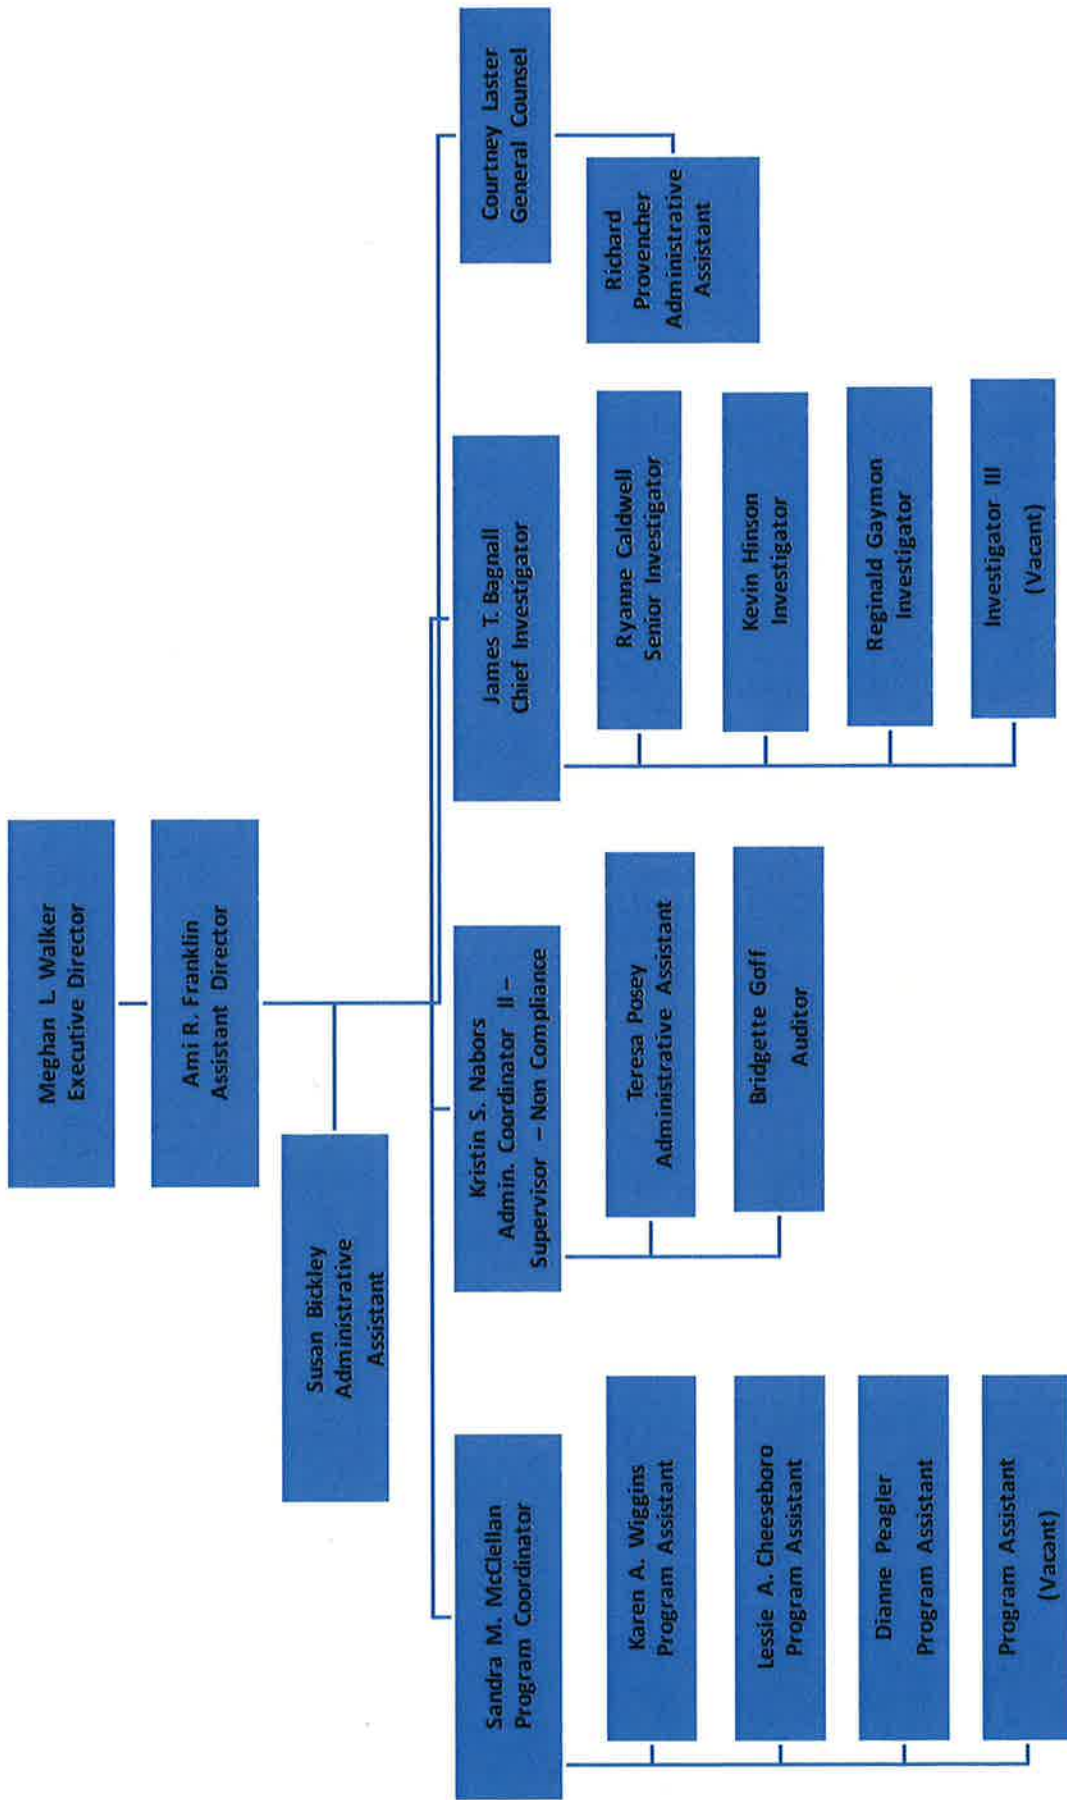 Meghan L. Walker
Executive Director
Ami R. Franklin
Assistant Director
Susan Bickley
Administrative
Assistant
Sandra M. McClellan
Program Coordinator
Karen A. Wiggins
Program Assistant
Lessie A. Cheeseboro
Program Assistant
Dianne Peagler
Program Assistant
Program Assistant
(Vacant)
Kristin S. Nabors
Admin. Coordinator II –
Supervisor – Non Compliance
Teresa Posey
Administrative Assistant
Bridgette Goff
Auditor
James T. Bagnall
Chief Investigator
Ryanne Caldwell
Senior Investigator
Kevin Hinson
Investigator
Reginald Gaymon
Investigator
Investigator III
(Vacant)
Courtney Laster
General Counsel
Richard
Provencher
Administrative
Assistant